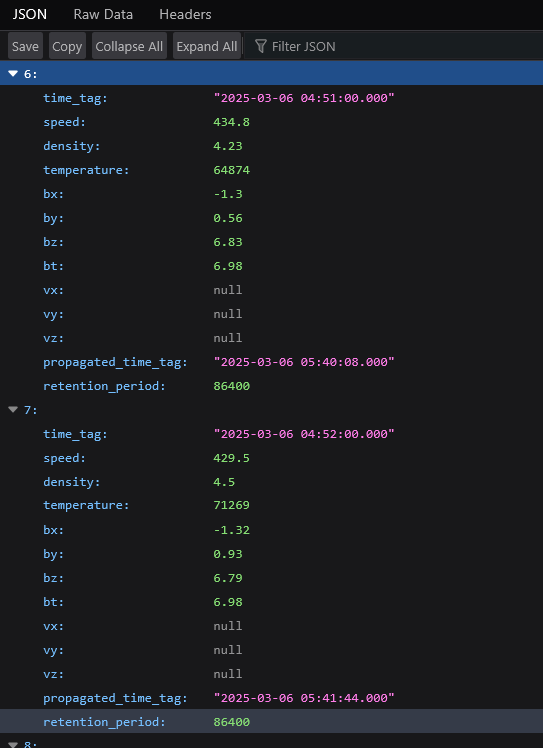 JSON Raw Data Headers
Save Copy Collapse All Expand All Filter JSON
6:
time_tag: "2025-03-06 04:51:00.000"
speed: 434.8
density: 4.23
temperature: 64874
bx: -1.3
by: 0.56
bz: 6.83
bt: 6.98
vx: null
vy: null
vz: null
propagated_time_tag: "2025-03-06 05:40:08.000"
retention_period: 86400
7:
time_tag: "2025-03-06 04:52:00.000"
speed: 429.5
density: 4.5
temperature: 71269
bx: -1.32
by: 0.93
bz: 6.79
bt: 6.98
vx: null
vy: null
vz: null
propagated_time_tag: "2025-03-06 05:41:44.000"
retention_period: 86400
8: